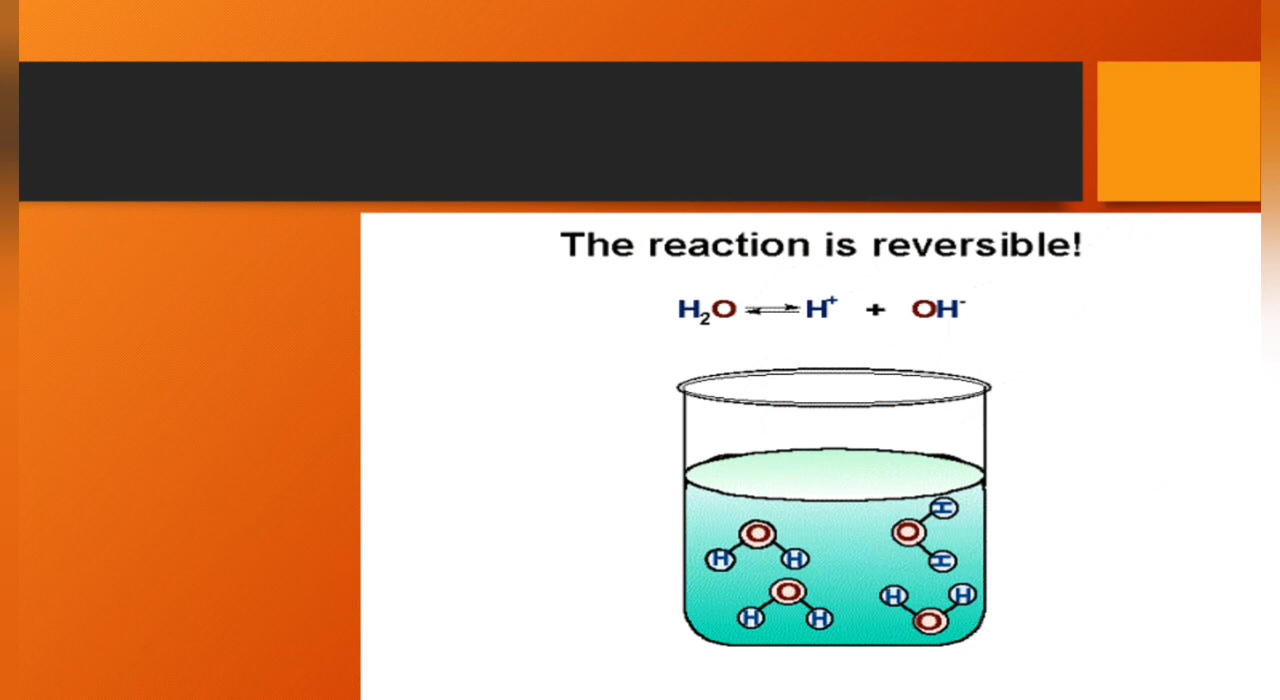 The reaction is reversible!
H₂O ⇌ H⁺ + OH⁻
O H
O
H H H
O H H
H H O